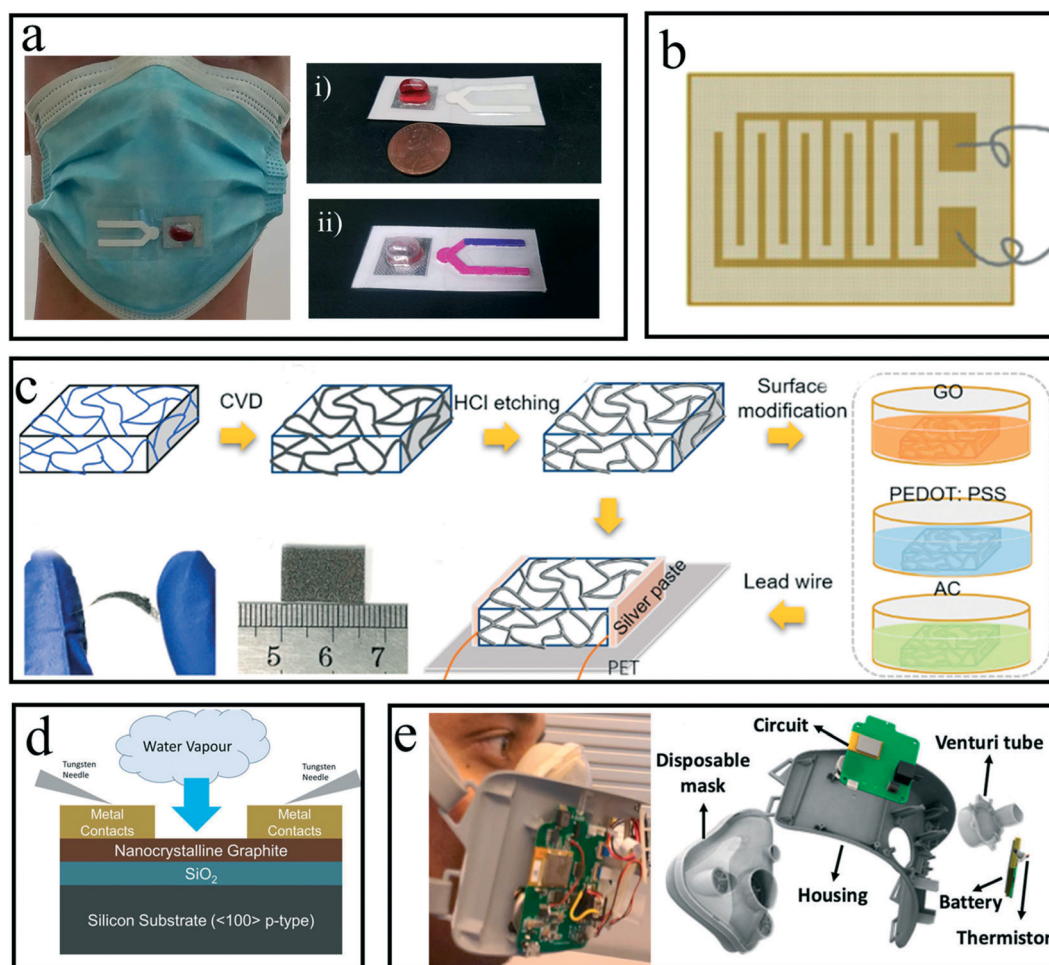 a
i)
ii)
b
c
CVD
HCl etching
Surface
modification
GO
PEDOT: PSS
AC
Lead wire
Silver paste
PET
5 6 7
d
Water Vapour
Tungsten
Needle
Tungsten
Needle
Metal
Contacts
Metal
Contacts
Nanocrystalline Graphite
SiO₂
Silicon Substrate (<100> p-type)
e
Circuit
Venturi tube
Disposable
mask
Housing
Battery
Thermistor